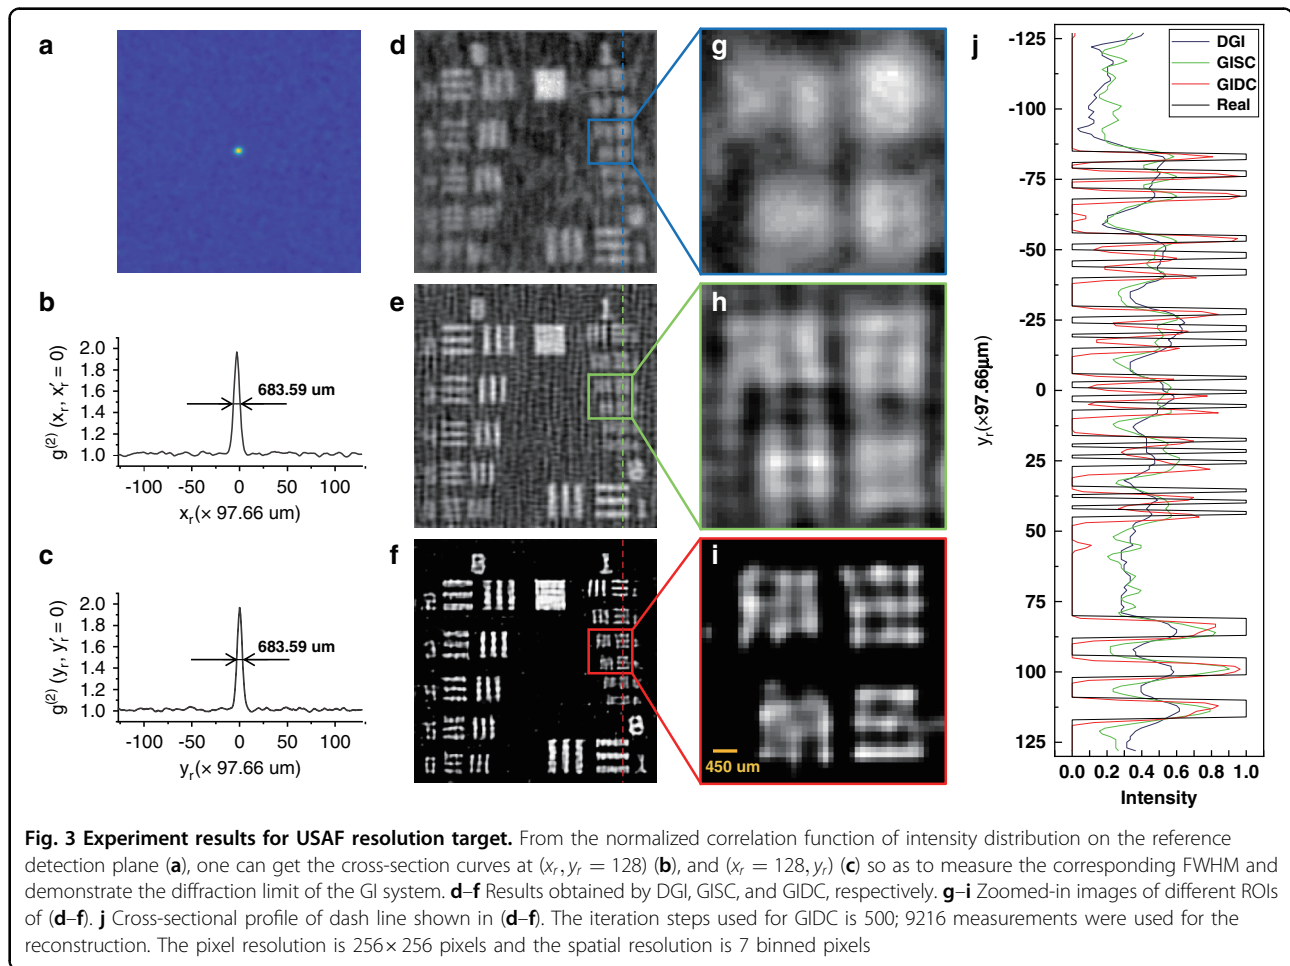 a
b
g(2) (xr, x′r = 0)
2.0
1.8
1.6
1.4
1.2
1.0
683.59 um
-100 -50 0 50 100
xr(× 97.66 um)
c
g(2) (yr, y′r = 0)
2.0
1.8
1.6
1.4
1.2
1.0
683.59 um
-100 -50 0 50 100
yr(× 97.66 um)
d
e
f
g
h
i
450 um
j
DGI
GISC
GIDC
Real
yr(×97.66μm)
-125
-100
-75
-50
-25
0
25
50
75
100
125
0.0 0.2 0.4 0.6 0.8 1.0
Intensity
Fig. 3 Experiment results for USAF resolution target. From the normalized correlation function of intensity distribution on the reference
detection plane (a), one can get the cross-section curves at (xr, yr = 128) (b), and (xr = 128, yr) (c) so as to measure the corresponding FWHM and
demonstrate the diffraction limit of the GI system. d–f Results obtained by DGI, GISC, and GIDC, respectively. g–i Zoomed-in images of different ROIs
of (d–f). j Cross-sectional profile of dash line shown in (d–f). The iteration steps used for GIDC is 500; 9216 measurements were used for the
reconstruction. The pixel resolution is 256 × 256 pixels and the spatial resolution is 7 binned pixels